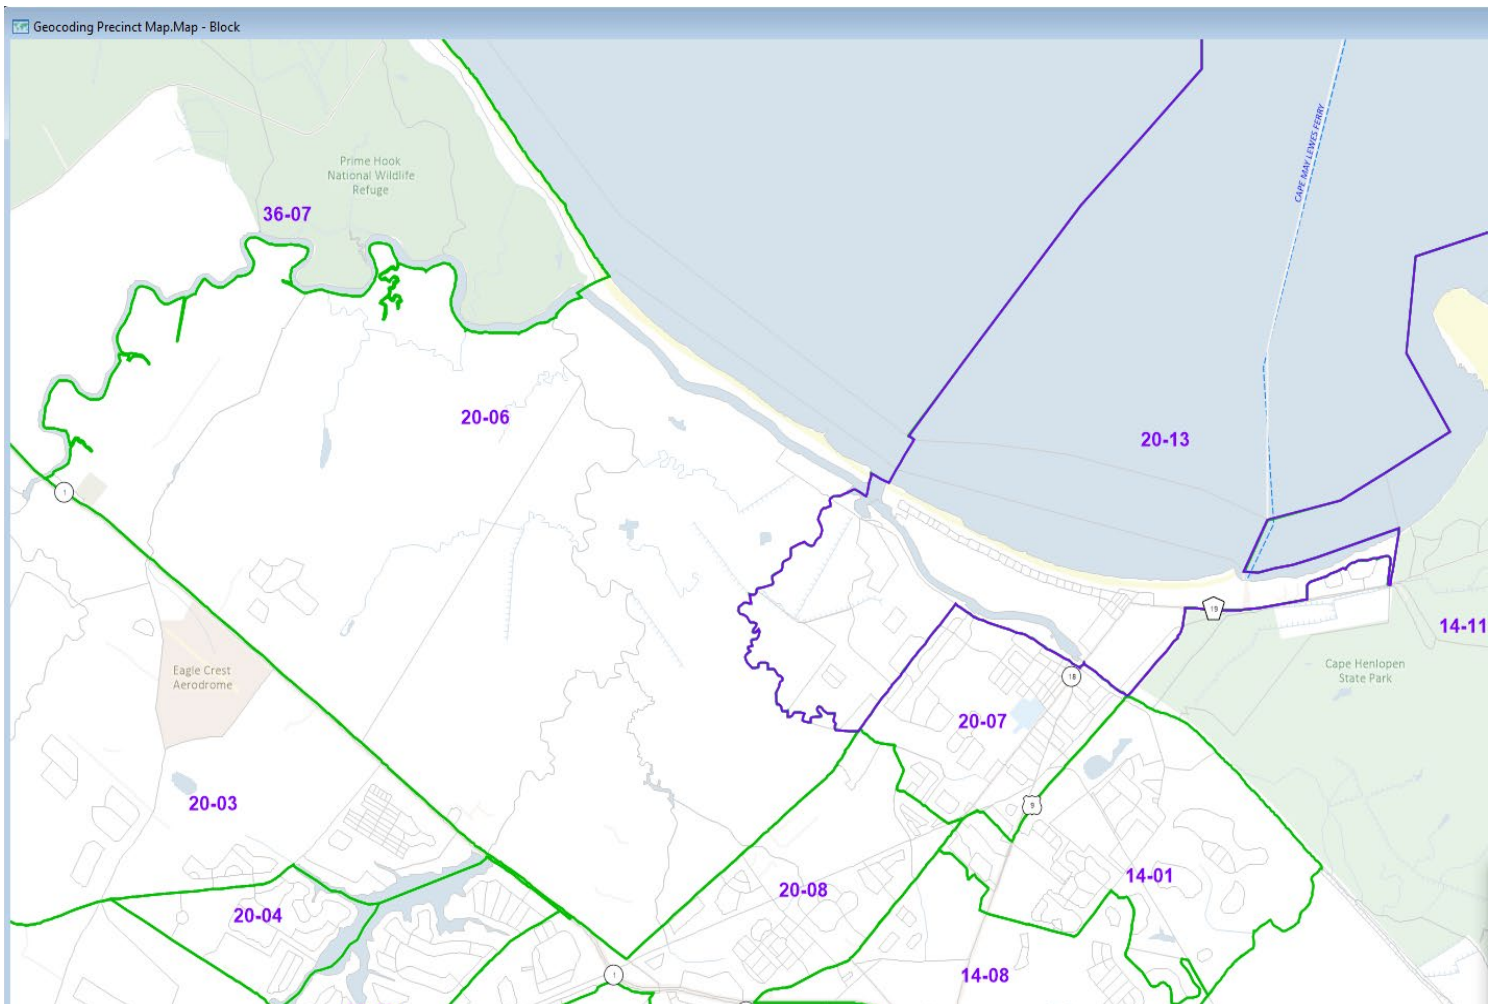 Geocoding Precinct Map.Map - Block
CAPE MAY LEWES FERRY
Prime Hook
National Wildlife
Refuge
36-07
20-06
20-13
1
19
14-11
Eagle Crest
Aerodrome
Cape Henlopen
State Park
18
20-07
20-03
9
14-01
20-08
20-04
14-08
1